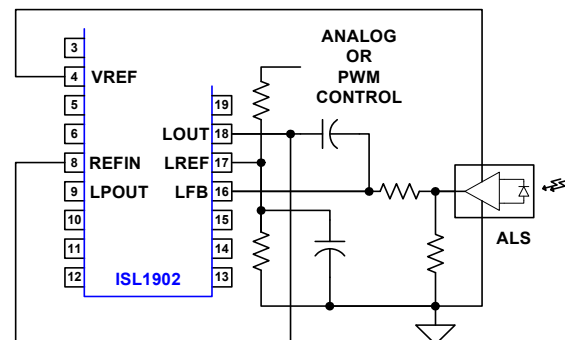 ANALOG
OR
PWM
CONTROL
3
4 VREF
5
6
8 REFIN
9 LPOUT
10
11
12
19
LOUT 18
LREF 17
LFB 16
15
14
13
ISL1902
ALS